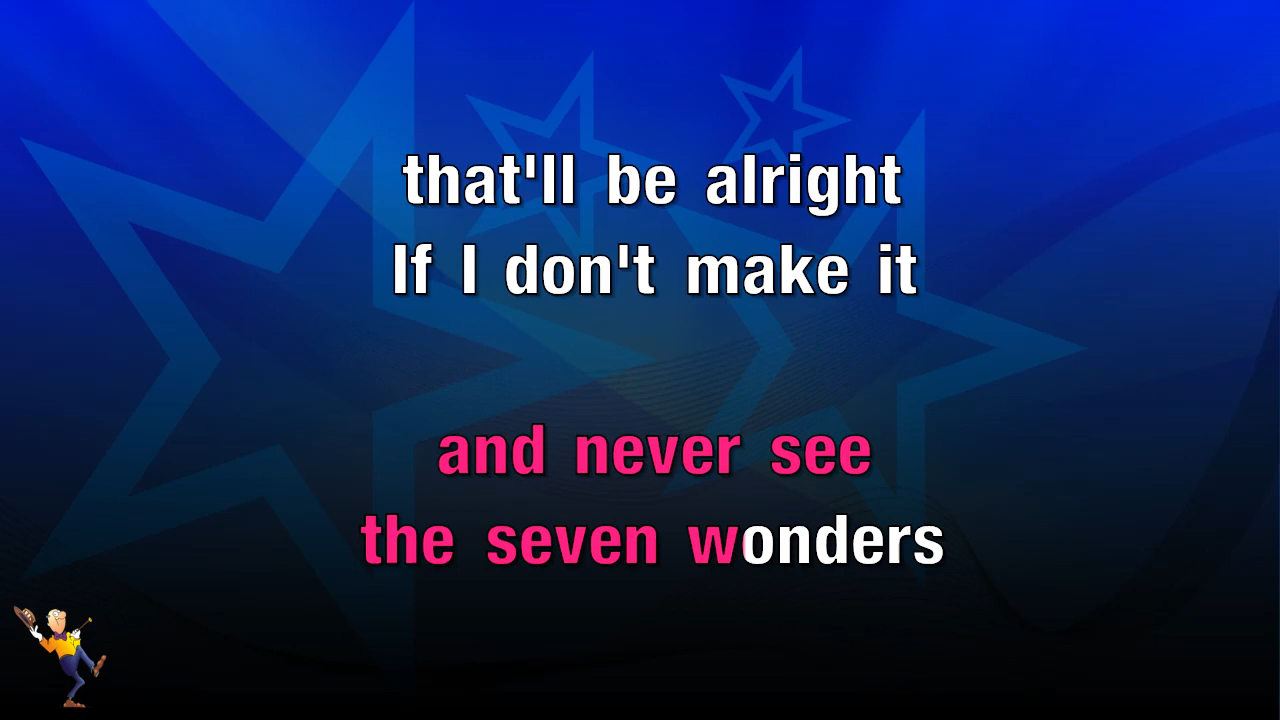 that'll be alright
If I don't make it
and never see
the seven wonders